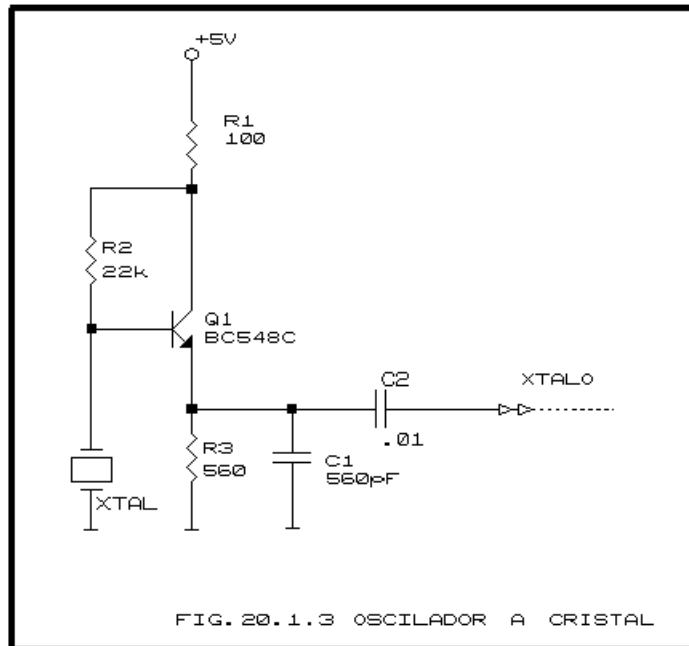 +5V
R1
100
R2
22k
Q1
BC548C
C2
XTALO
.01
R3
560
C1
560pF
XTAL
FIG.20.1.3 OSCILADOR A CRISTAL